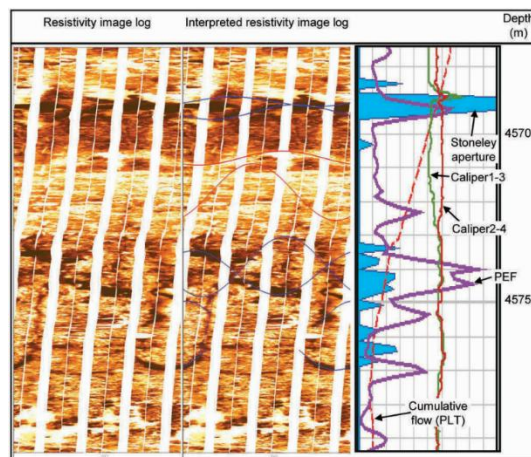 Resistivity image log
Interpreted resistivity image log
Depth
(m)
4570
Stoneley
aperture
Caliper1-3
Caliper2-4
PEF
4575
Cumulative
flow (PLT)